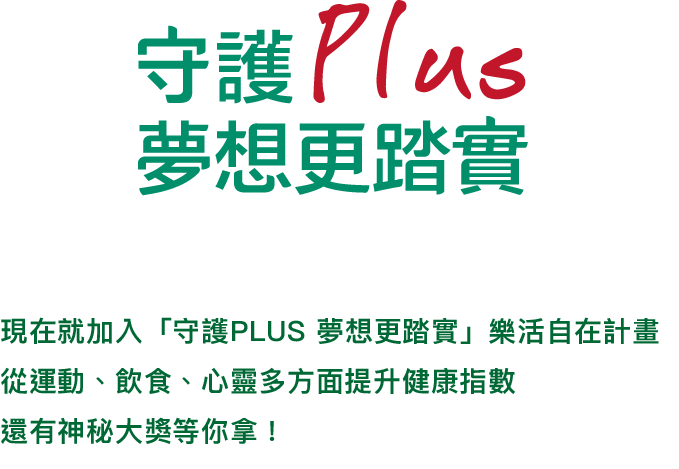 守護Plus
夢想更踏實
現在就加入「守護PLUS 夢想更踏實」樂活自在計畫
從運動、飲食、心靈多方面提升健康指數
還有神秘大獎等你拿！